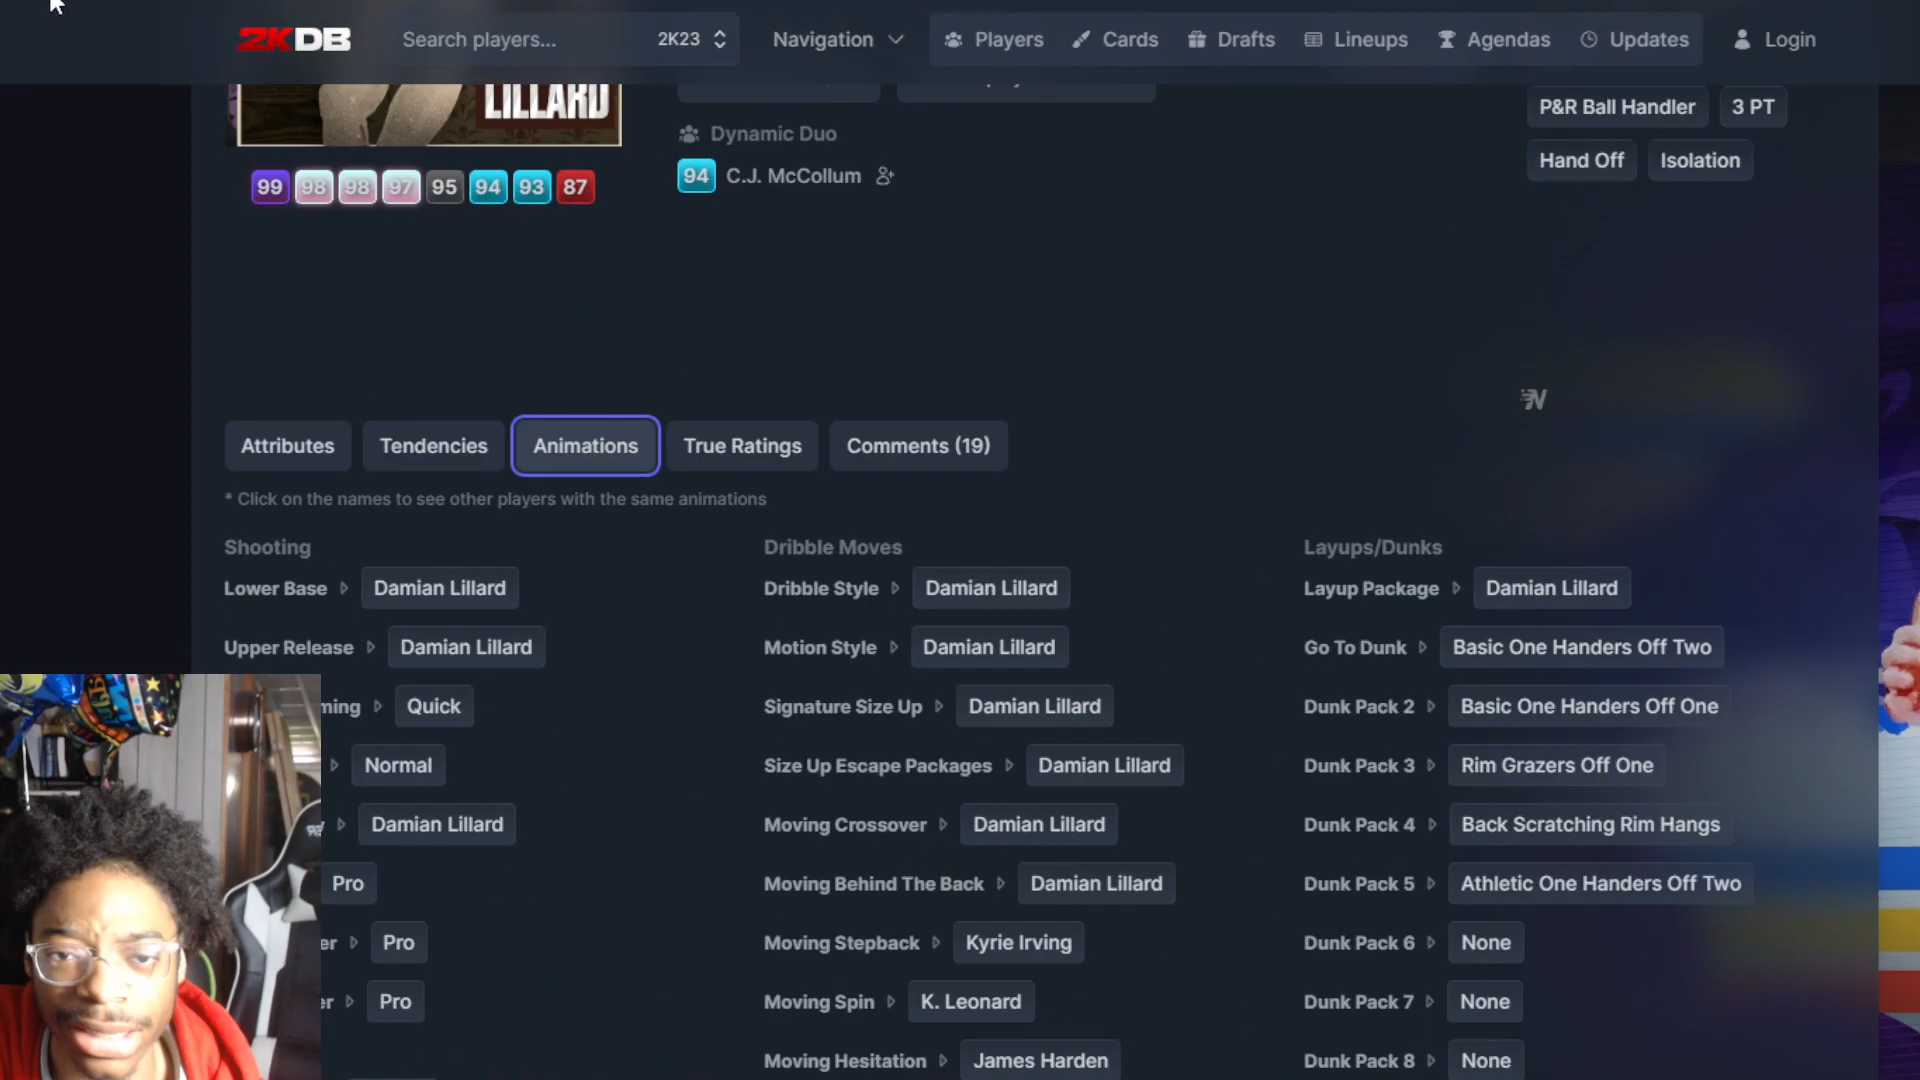 2KDB Search players... 2K23 Navigation Players Cards Drafts Lineups Agendas Updates Login
LILLARD
P&R Ball Handler 3 PT
Dynamic Duo
Hand Off Isolation
94 C.J. McCollum
99 98 98 97 95 94 93 87
Attributes Tendencies Animations True Ratings Comments (19)
* Click on the names to see other players with the same animations
Shooting Dribble Moves Layups/Dunks
Lower Base Damian Lillard Dribble Style Damian Lillard Layup Package Damian Lillard
Upper Release Damian Lillard Motion Style Damian Lillard Go To Dunk Basic One Handers Off Two
ming Quick Signature Size Up Damian Lillard Dunk Pack 2 Basic One Handers Off One
Normal Size Up Escape Packages Damian Lillard Dunk Pack 3 Rim Grazers Off One
Damian Lillard Moving Crossover Damian Lillard Dunk Pack 4 Back Scratching Rim Hangs
Pro Moving Behind The Back Damian Lillard Dunk Pack 5 Athletic One Handers Off Two
er Pro Moving Stepback Kyrie Irving Dunk Pack 6 None
er Pro Moving Spin K. Leonard Dunk Pack 7 None
Moving Hesitation James Harden Dunk Pack 8 None